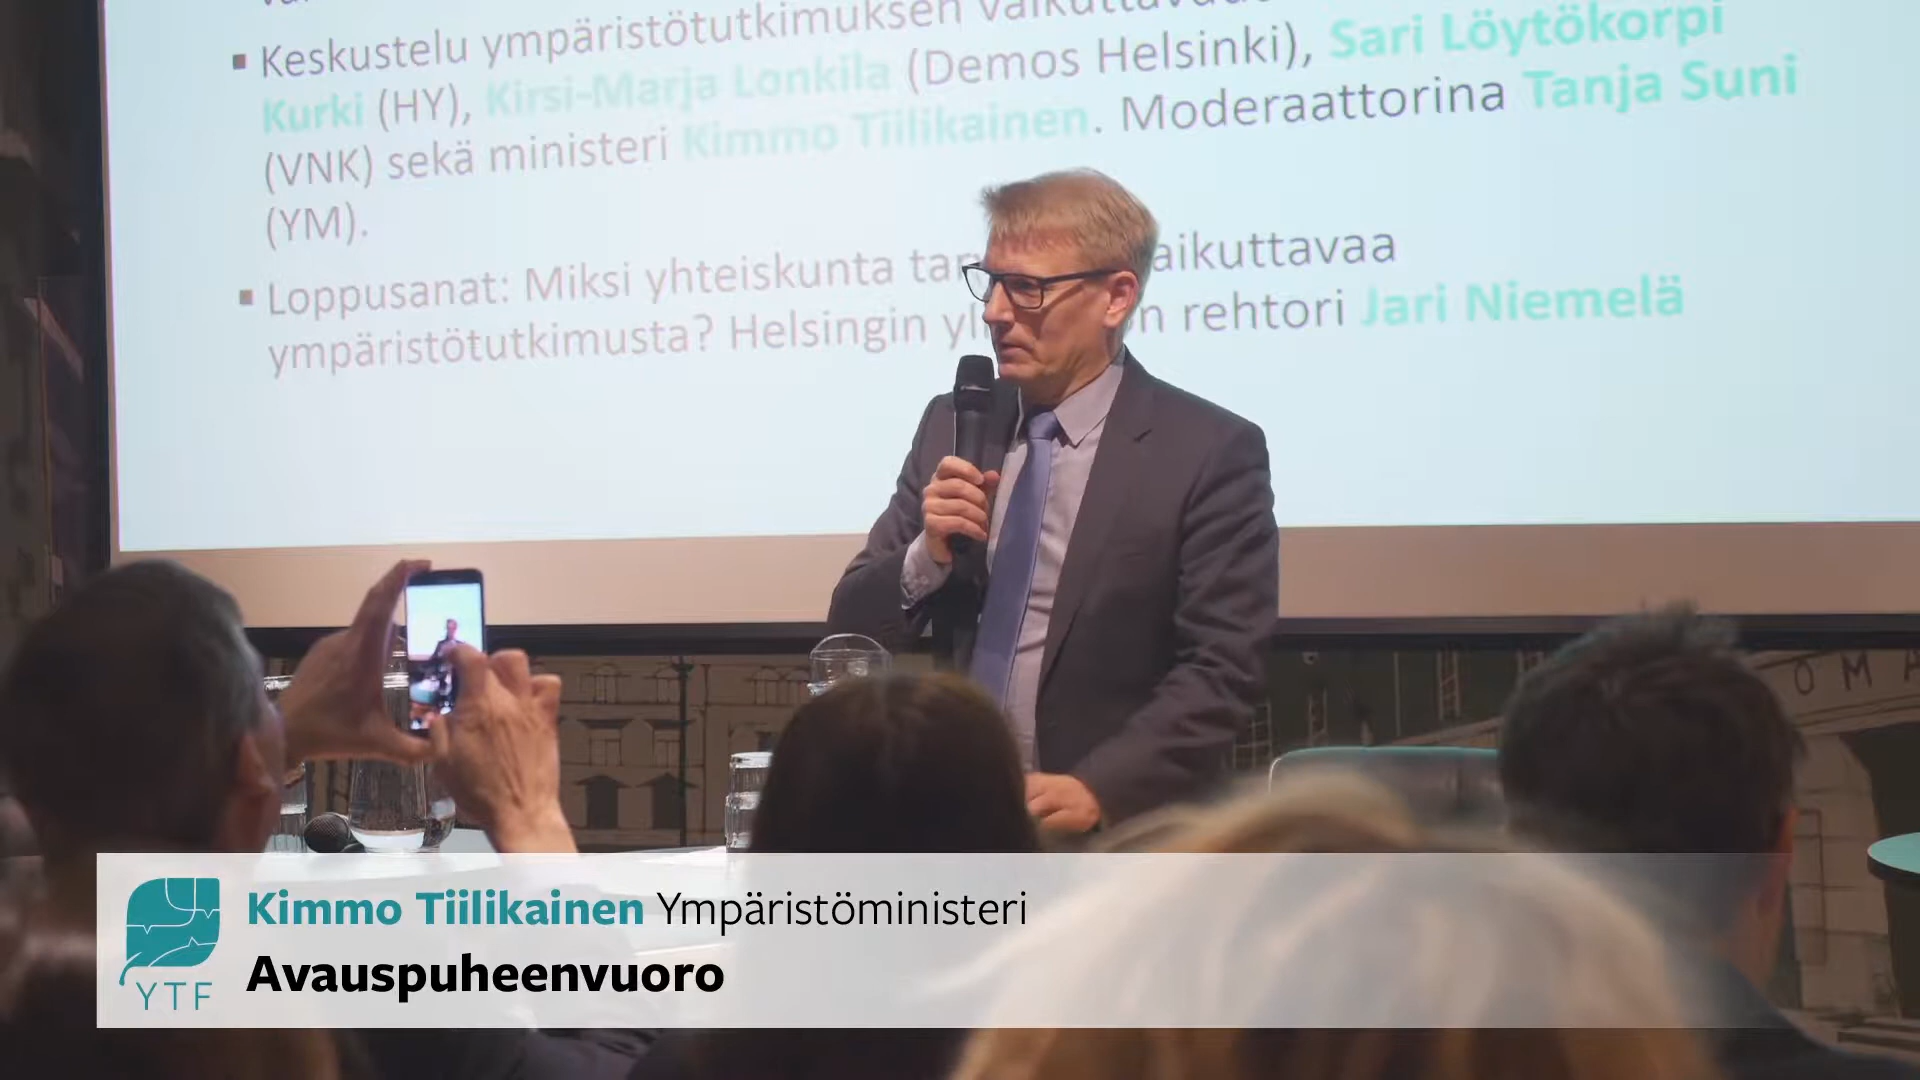 Keskustelu ympäristötutkimuksen
Kurki (HY), Kirsi-Marja Lonkila (Demos Helsinki), Sari Löytökorpi
(VNK) sekä ministeri Kimmo Tiilikainen. Moderaattorina Tanja Suni
(YM).
Loppusanat: Miksi yhteiskunta aikuttavaa
ympäristötutkimusta? Helsingin rehtori Jari Niemelä
Kimmo Tiilikainen Ympäristöministeri
Avauspuheenvuoro
YTF